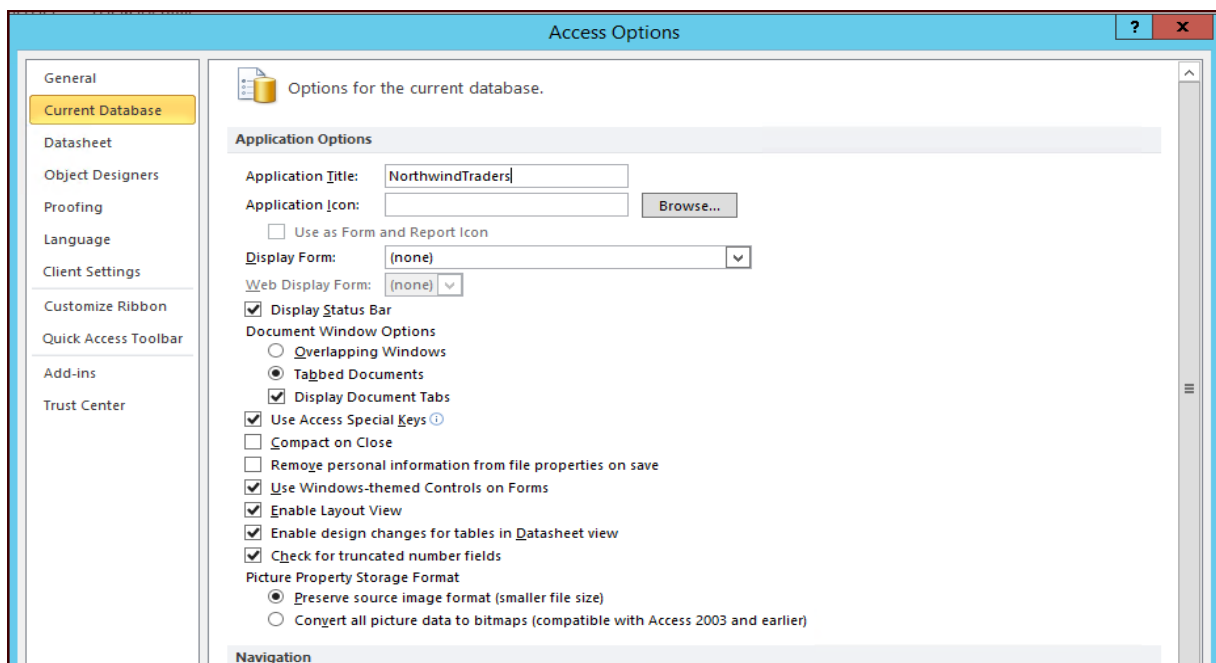 Access Options
?
x
General
Current Database
Datasheet
Object Designers
Proofing
Language
Client Settings
Customize Ribbon
Quick Access Toolbar
Add-ins
Trust Center
Options for the current database.
Application Options
Application Title: NorthwindTraders
Application Icon: Browse...
Use as Form and Report Icon
Display Form: (none)
Web Display Form: (none)
Display Status Bar
Document Window Options
Overlapping Windows
Tabbed Documents
Display Document Tabs
Use Access Special Keys
Compact on Close
Remove personal information from file properties on save
Use Windows-themed Controls on Forms
Enable Layout View
Enable design changes for tables in Datasheet view
Check for truncated number fields
Picture Property Storage Format
Preserve source image format (smaller file size)
Convert all picture data to bitmaps (compatible with Access 2003 and earlier)
Navigation